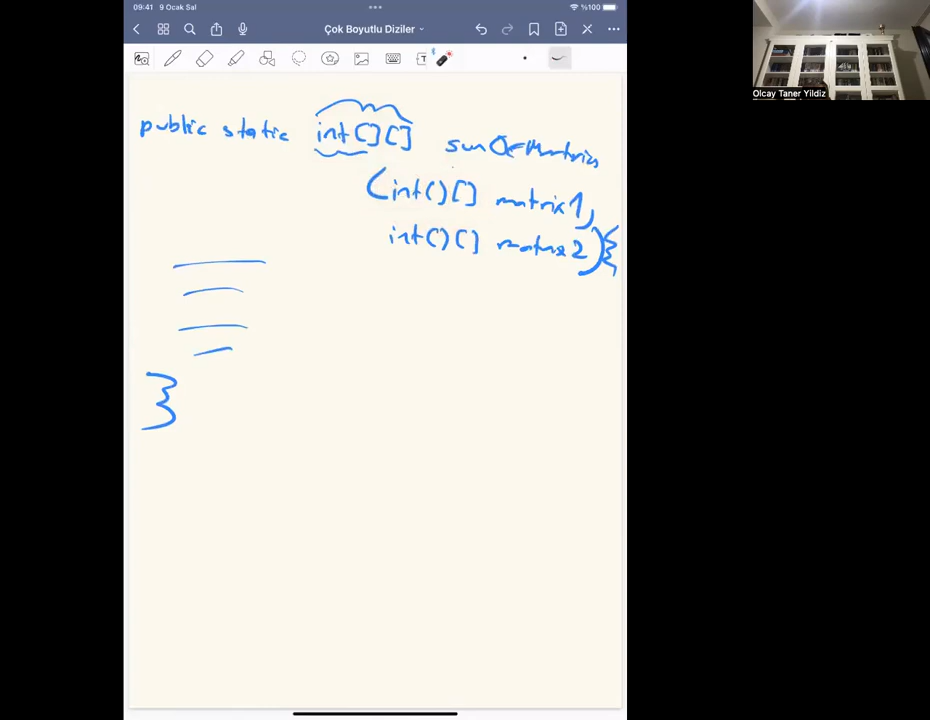 09:41 9 Ocak Sal
%100
Çok Boyutlu Diziler
public static int[][] sumOfMatrix
(int[][] matrix1,
int[][] matrix2){
}
Olcay Taner Yildiz